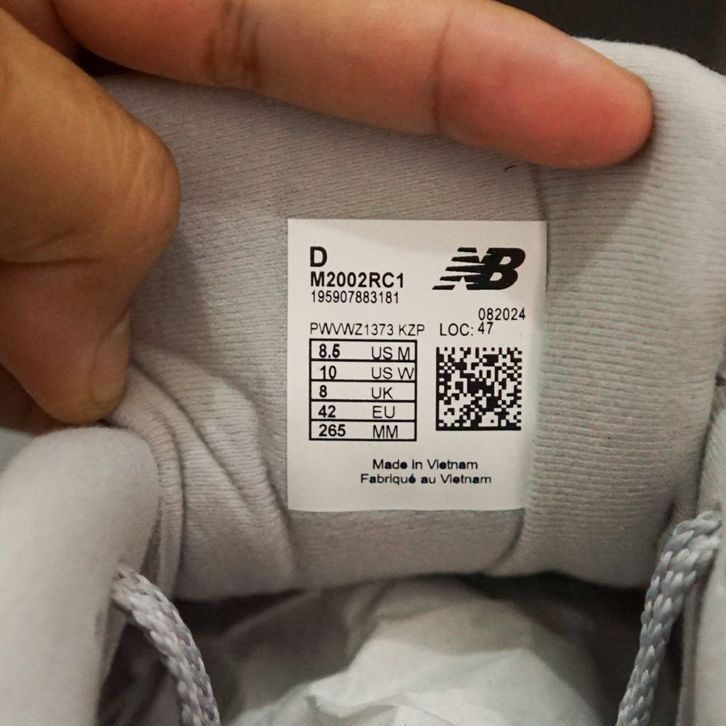 D
M2002RC1
195907883181
NB
082024
PWVWZ1373 KZP LOC: 47
8.5 US M
10 US W
8 UK
42 EU
265 MM
Made in Vietnam
Fabriqué au Vietnam